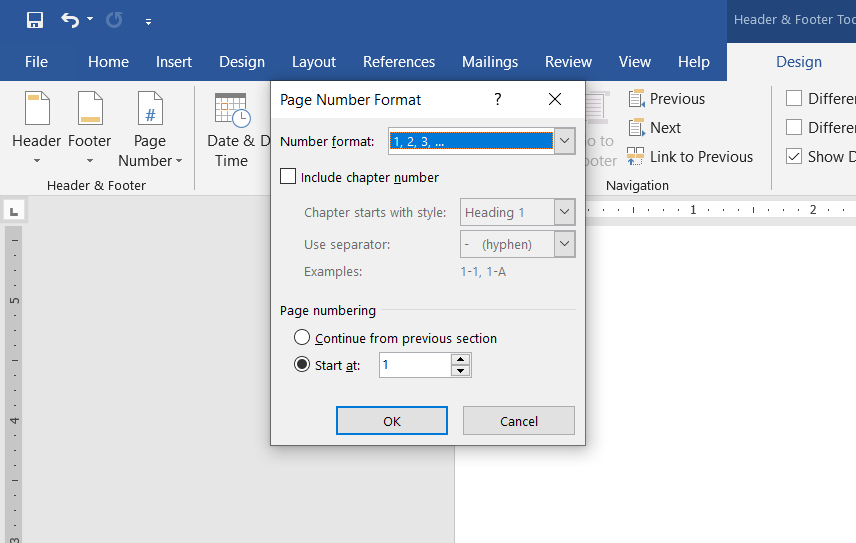 Header & Footer Too
File Home Insert Design Layout References Mailings Review View Help Design
Header
Footer
#
Page
Number
Header & Footer
Date & D
Time
Previous
Next
Link to Previous
Navigation
Differe
Differe
Show D
o to
ooter
L
1 2
5
4
3
Page Number Format ?
Number format: 1, 2, 3, ...
Include chapter number
Chapter starts with style: Heading 1
Use separator: - (hyphen)
Examples: 1-1, 1-A
Page numbering
Continue from previous section
Start at: 1
OK Cancel